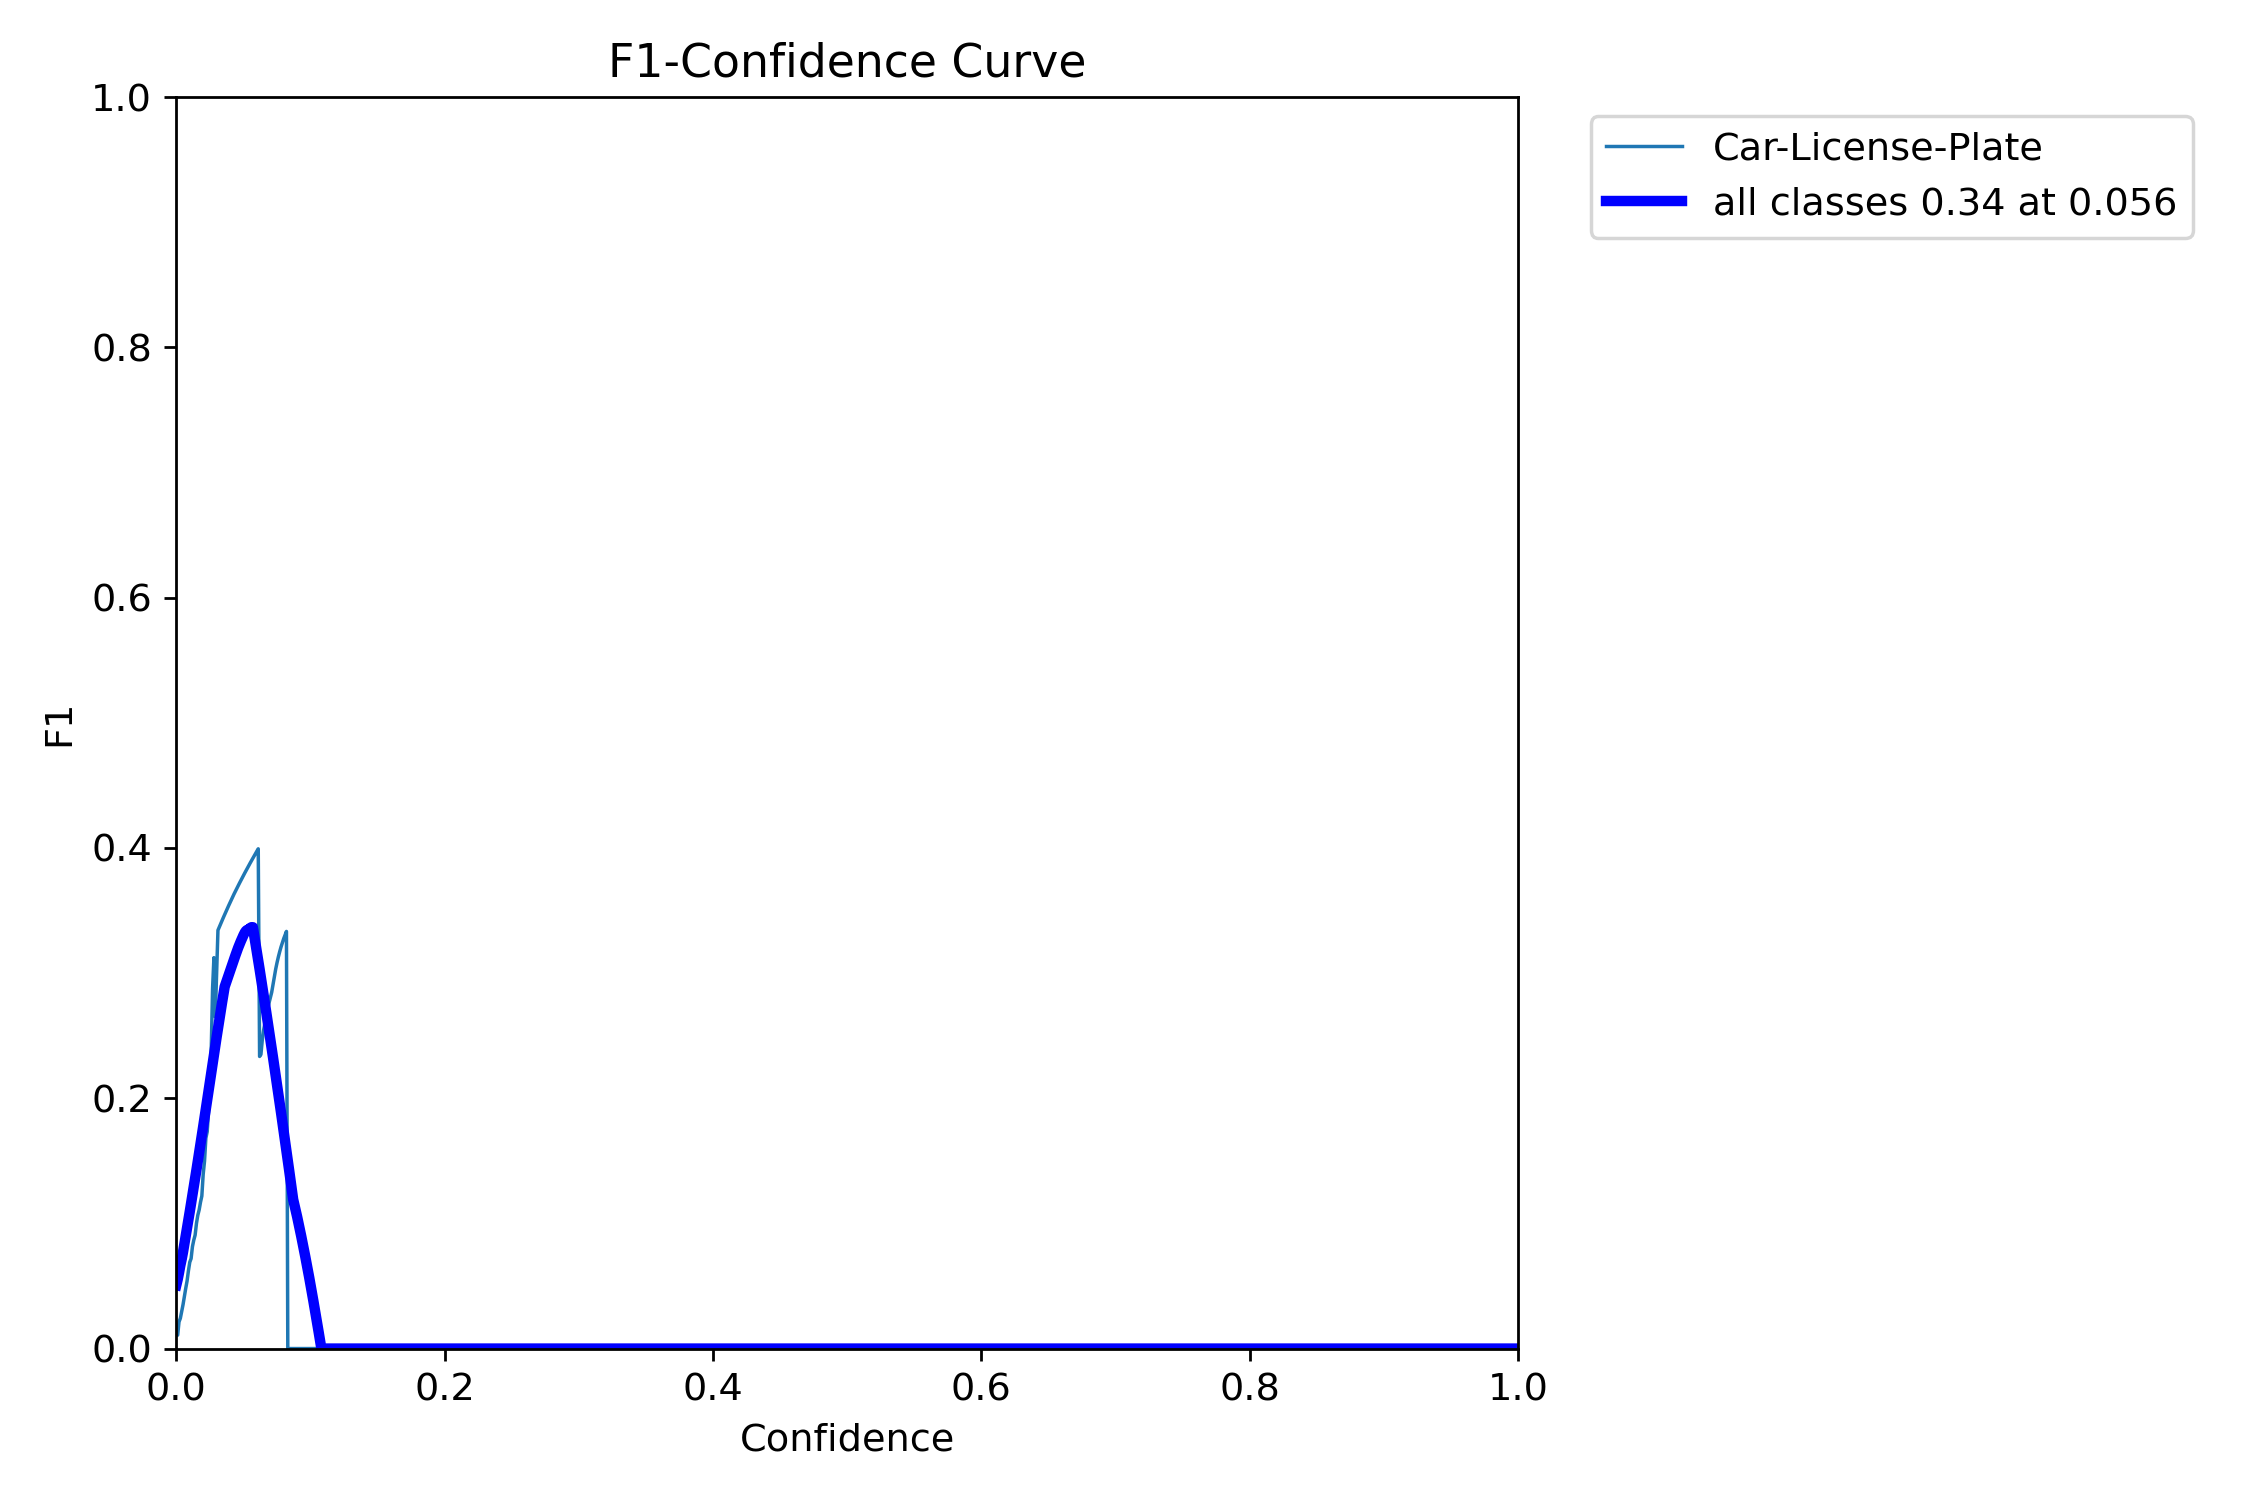 F1-Confidence Curve
1.0
0.8
0.6
0.4
0.2
0.0
F1
0.0 0.2 0.4 0.6 0.8 1.0
Confidence
Car-License-Plate
all classes 0.34 at 0.056